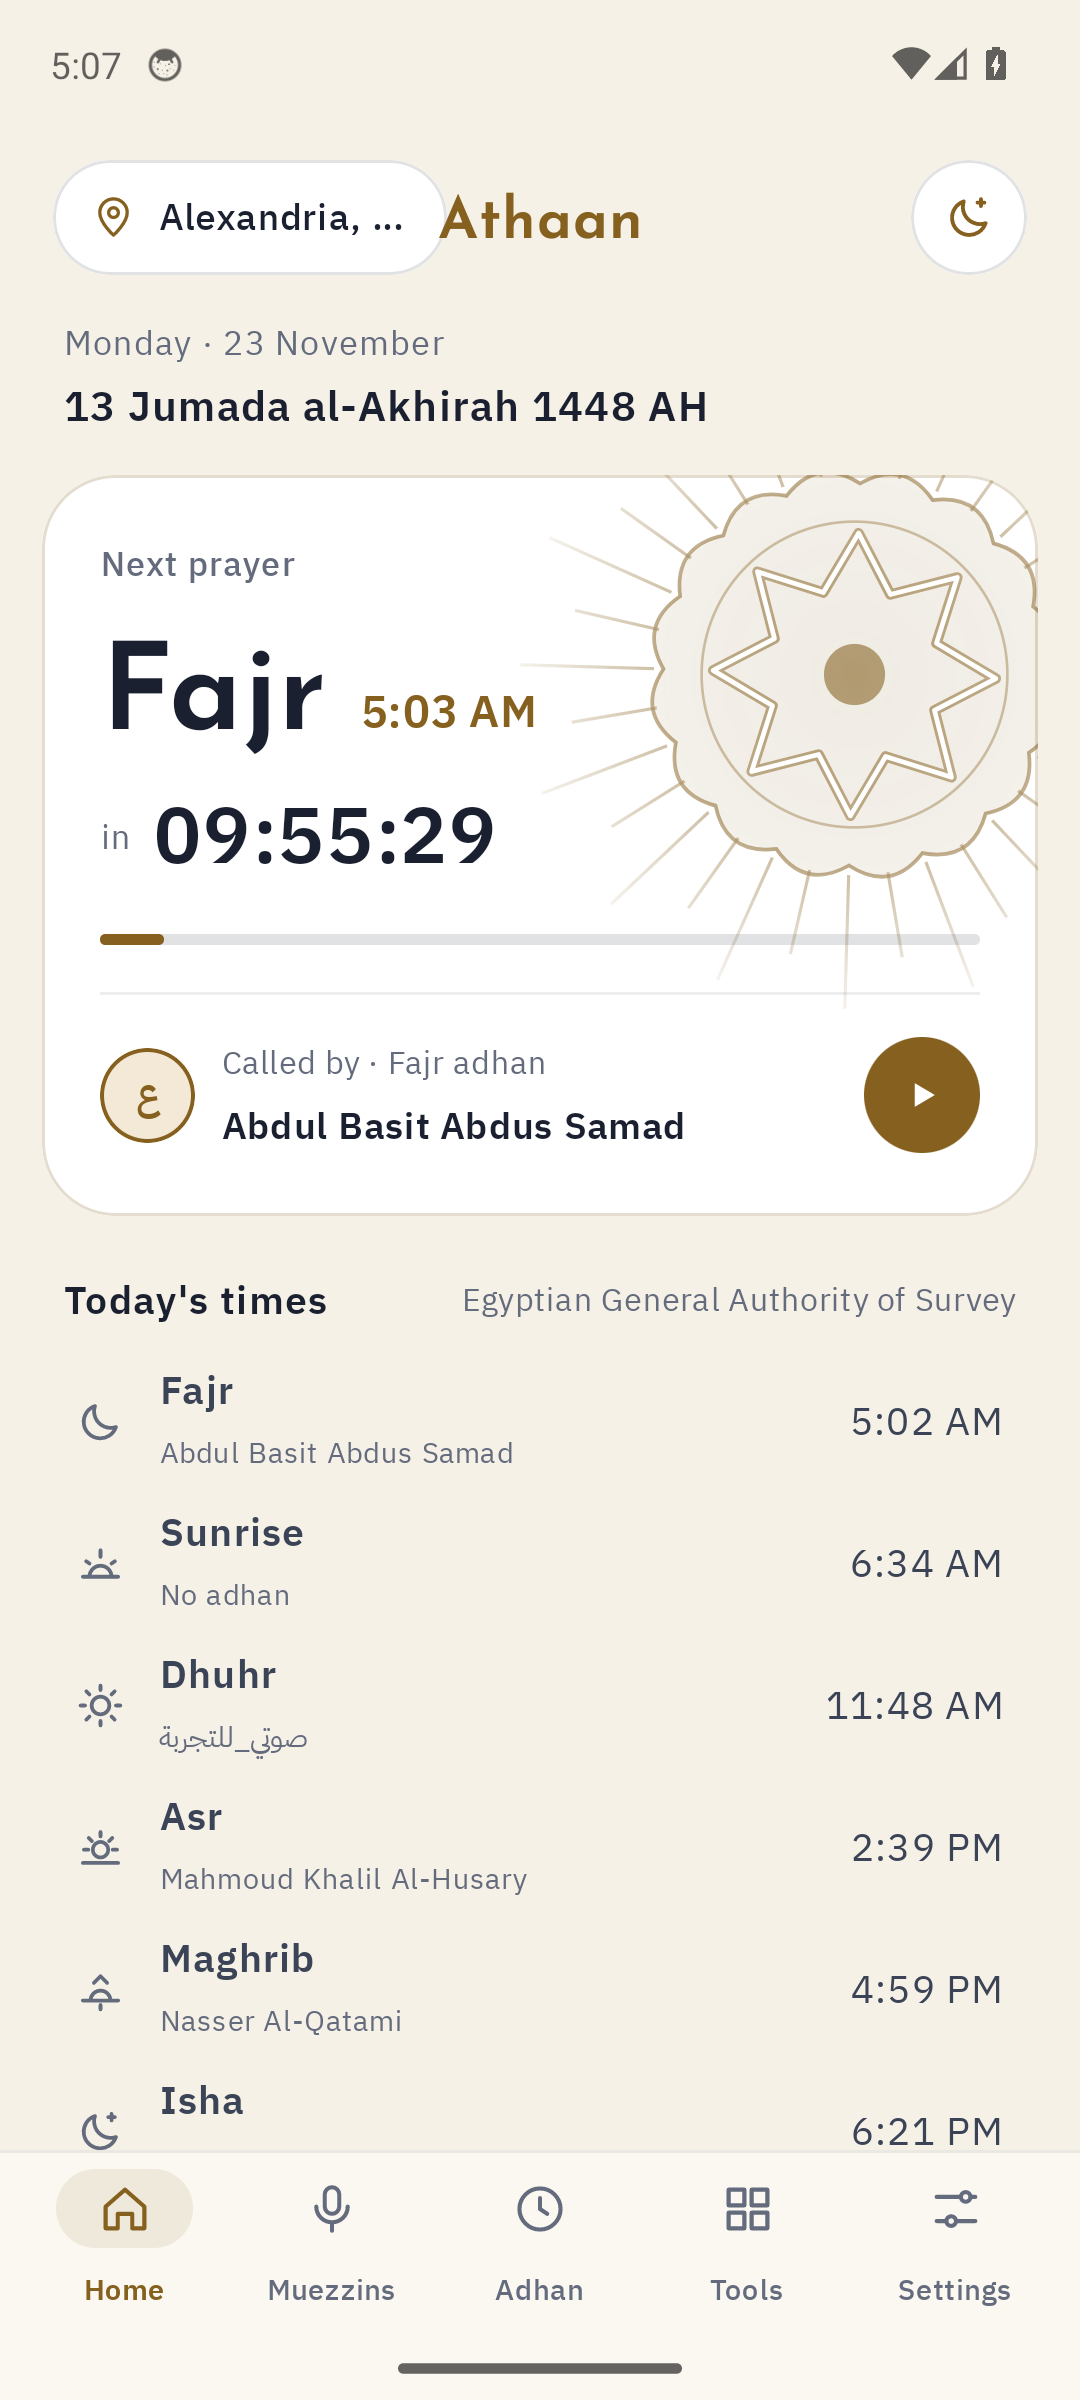 5:07
Alexandria, ...
Athaan
Monday · 23 November
13 Jumada al-Akhirah 1448 AH
Next prayer
Fajr 5:03 AM
in 09:55:29
ع
Called by · Fajr adhan
Abdul Basit Abdus Samad
Today's times
Egyptian General Authority of Survey
Fajr
Abdul Basit Abdus Samad
5:02 AM
Sunrise
No adhan
6:34 AM
Dhuhr
صوتي_للتجربة
11:48 AM
Asr
Mahmoud Khalil Al-Husary
2:39 PM
Maghrib
Nasser Al-Qatami
4:59 PM
Isha
6:21 PM
Home
Muezzins
Adhan
Tools
Settings